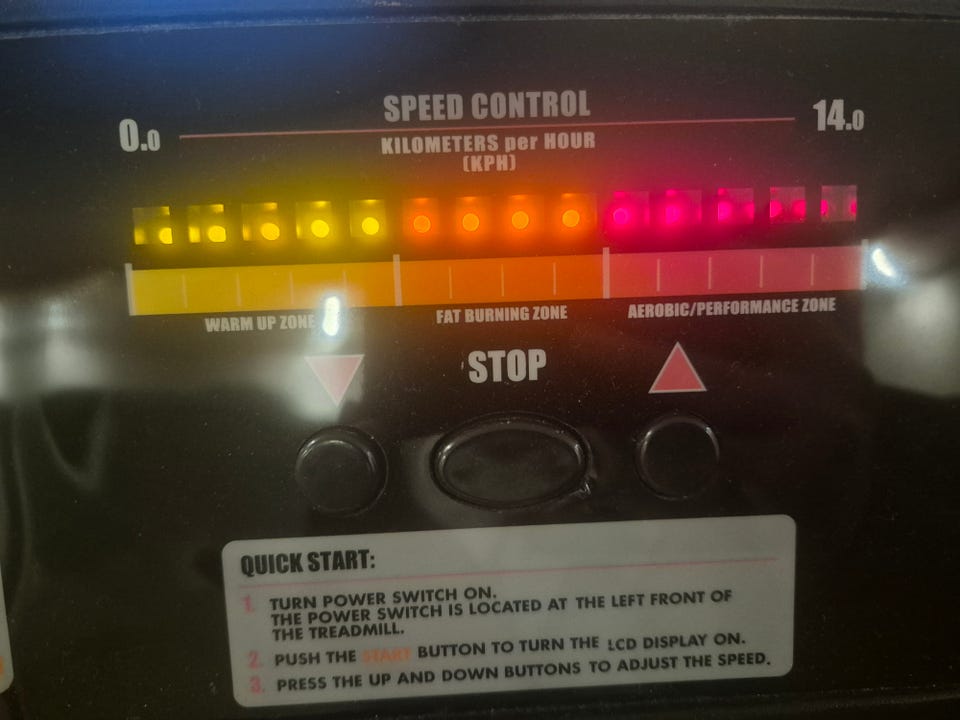 SPEED CONTROL
0.0
14.0
KILOMETERS per HOUR
(KPH)
WARM UP ZONE
FAT BURNING ZONE
AEROBIC/PERFORMANCE ZONE
STOP
QUICK START:
1. TURN POWER SWITCH ON.
THE POWER SWITCH IS LOCATED AT THE LEFT FRONT OF
THE TREADMILL.
2. PUSH THE START BUTTON TO TURN THE LCD DISPLAY ON.
3. PRESS THE UP AND DOWN BUTTONS TO ADJUST THE SPEED.